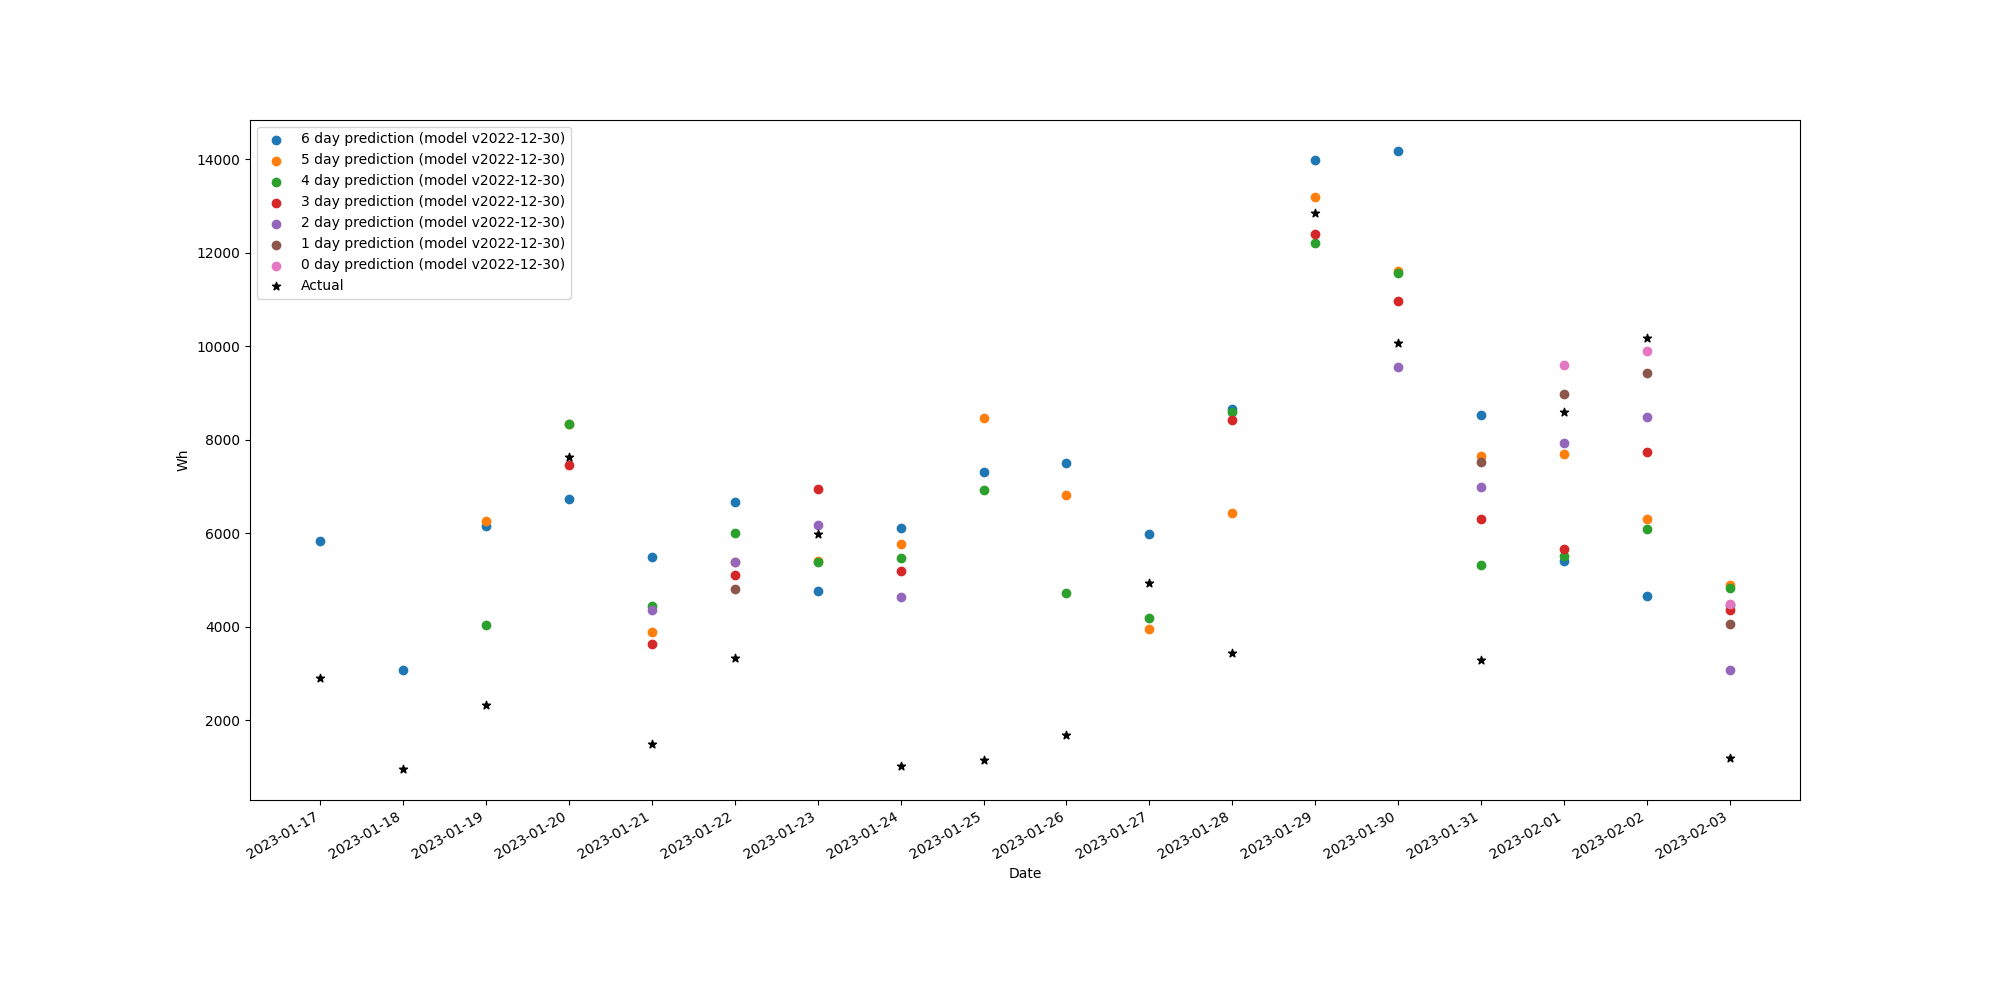 6 day prediction (model v2022-12-30)
5 day prediction (model v2022-12-30)
4 day prediction (model v2022-12-30)
3 day prediction (model v2022-12-30)
2 day prediction (model v2022-12-30)
1 day prediction (model v2022-12-30)
0 day prediction (model v2022-12-30)
Actual
14000
12000
10000
8000
6000
4000
2000
Wh
2023-01-17
2023-01-18
2023-01-19
2023-01-20
2023-01-21
2023-01-22
2023-01-23
2023-01-24
2023-01-25
2023-01-26
2023-01-27
2023-01-28
2023-01-29
2023-01-30
2023-01-31
2023-02-01
2023-02-02
2023-02-03
Date